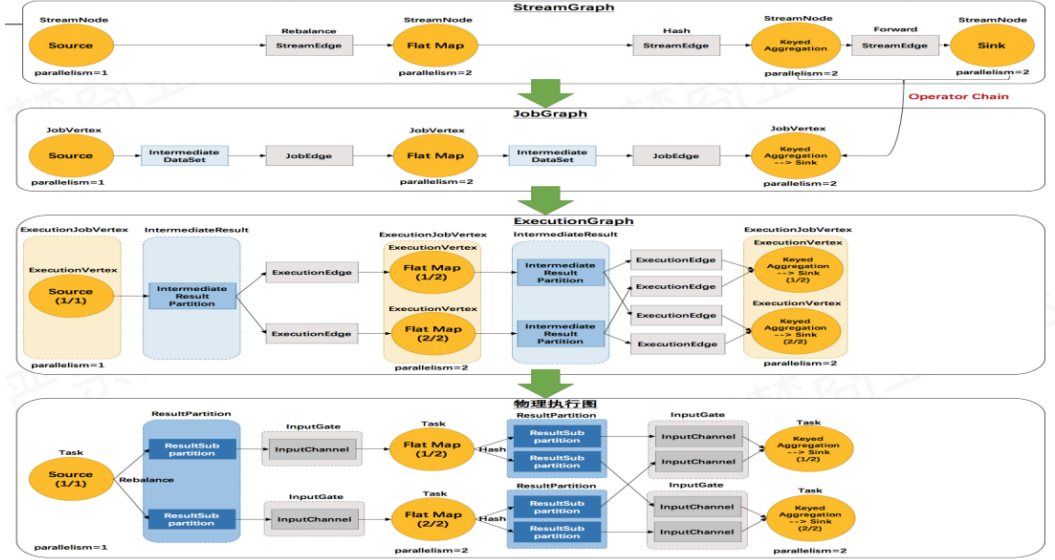 StreamGraph
StreamNode
StreamNode
StreamNode
StreamNode
Rebalance
Hash
Forward
Source
StreamEdge
Flat Map
StreamEdge
Keyed
Aggregation
StreamEdge
Sink
parallelism=1
parallelism=2
parallelism=2
parallelism=2
Operator Chain
JobGraph
JobVertex
JobVertex
JobVertex
Source
Intermediate
DataSet
JobEdge
Flat Map
Intermediate
DataSet
JobEdge
Keyed
Aggregation
--> Sink
parallelism=1
parallelism=2
parallelism=2
ExecutionGraph
ExecutionJobVertex
IntermediateResult
ExecutionJobVertex
IntermediateResult
ExecutionJobVertex
ExecutionVertex
Source
(1/1)
Intermediate
Result
Partition
ExecutionEdge
ExecutionEdge
ExecutionVertex
Flat Map
(1/2)
ExecutionVertex
Flat Map
(2/2)
Intermediate
Result
Partition
Intermediate
Result
Partition
ExecutionEdge
ExecutionEdge
ExecutionEdge
ExecutionEdge
ExecutionVertex
Keyed
Aggregation
--> Sink
(1/2)
ExecutionVertex
Keyed
Aggregation
--> Sink
(2/2)
parallelism=1
parallelism=2
parallelism=2
物理执行图
Task
Source
(1/1)
Rebalance
ResultPartition
ResultSub
partition
ResultSub
partition
InputGate
InputChannel
InputGate
InputChannel
Task
Flat Map
(1/2)
Hash
Task
Flat Map
(2/2)
Hash
ResultPartition
ResultSub
partition
ResultSub
partition
ResultPartition
ResultSub
partition
ResultSub
partition
InputGate
InputChannel
InputChannel
InputGate
InputChannel
InputChannel
Task
Keyed
Aggregation
--> Sink
(1/2)
Task
Keyed
Aggregation
--> Sink
(2/2)
parallelism=1
parallelism=2
parallelism=2